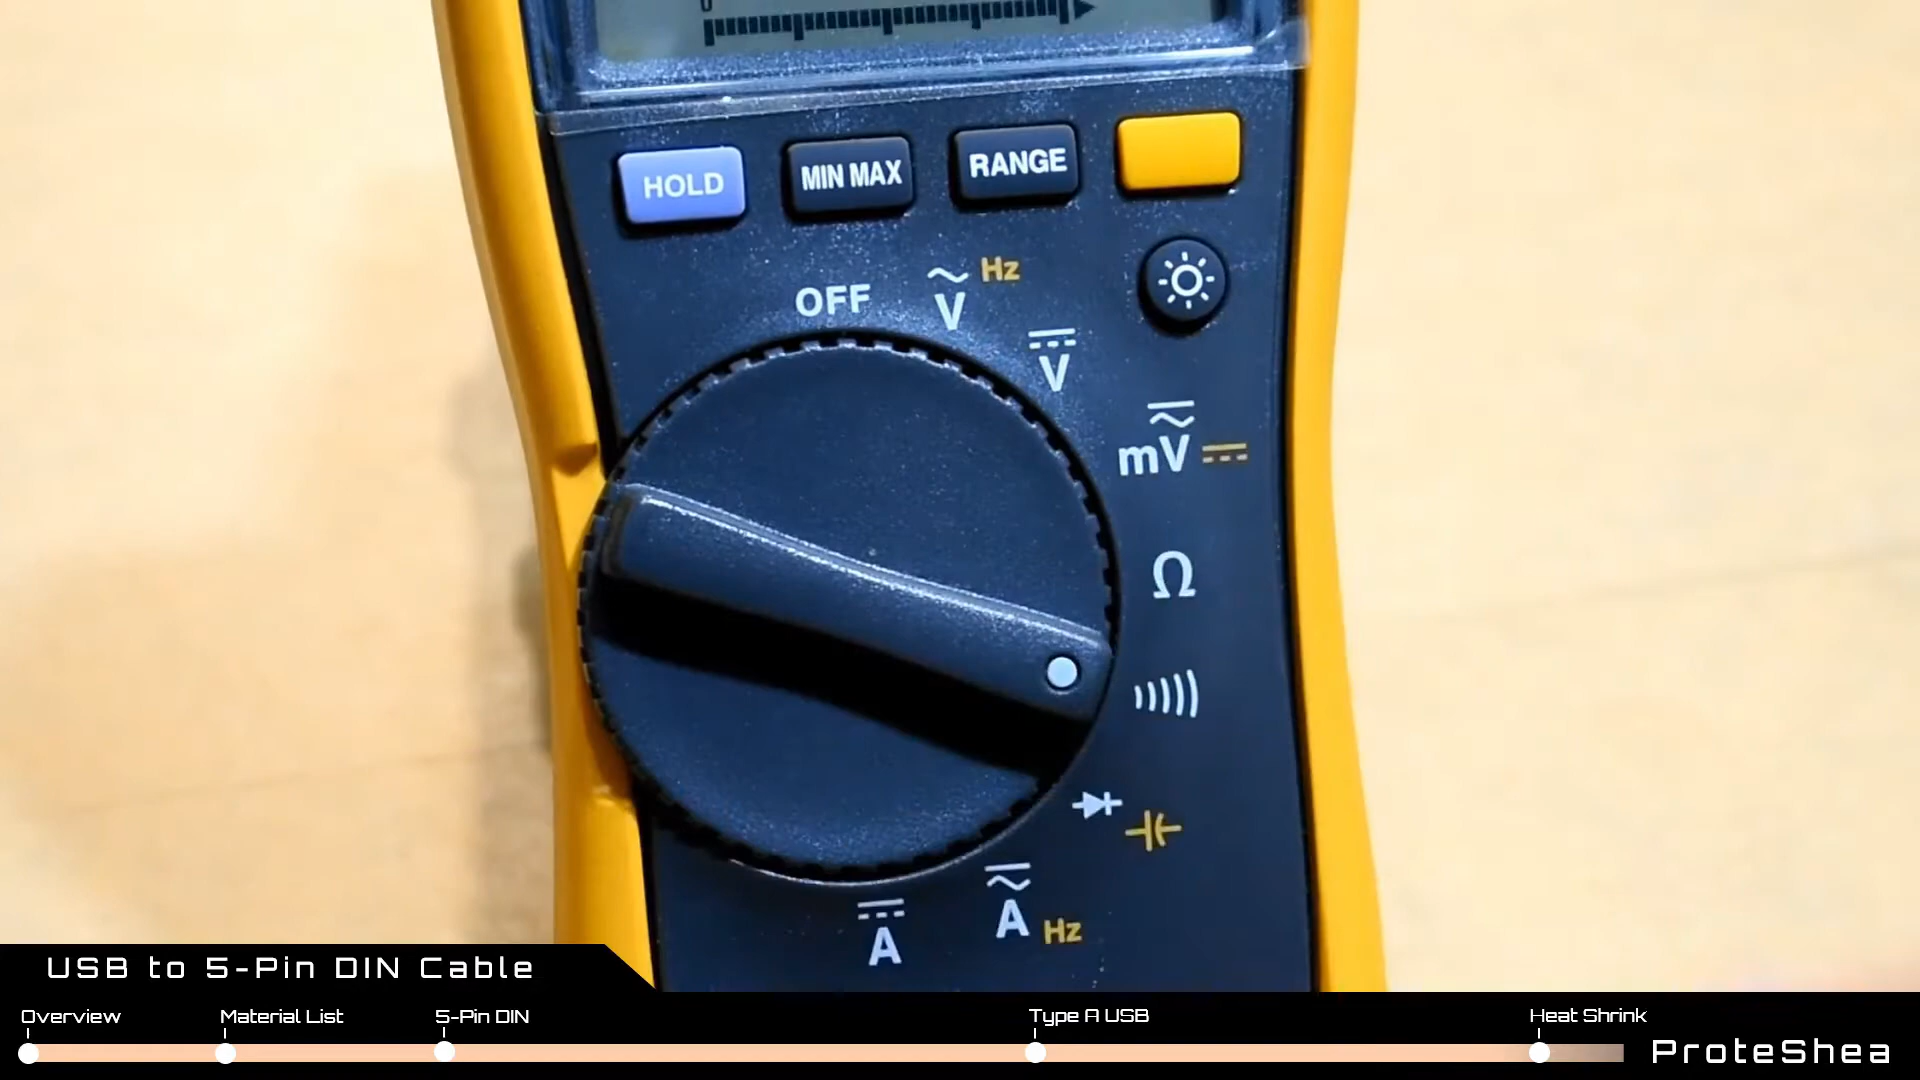 0
HOLD
MIN MAX
RANGE
OFF
V Hz
V
mV
Ω
A
A Hz
USB to 5-Pin DIN Cable
Overview
Material List
5-Pin DIN
Type A USB
Heat Shrink
ProteShea